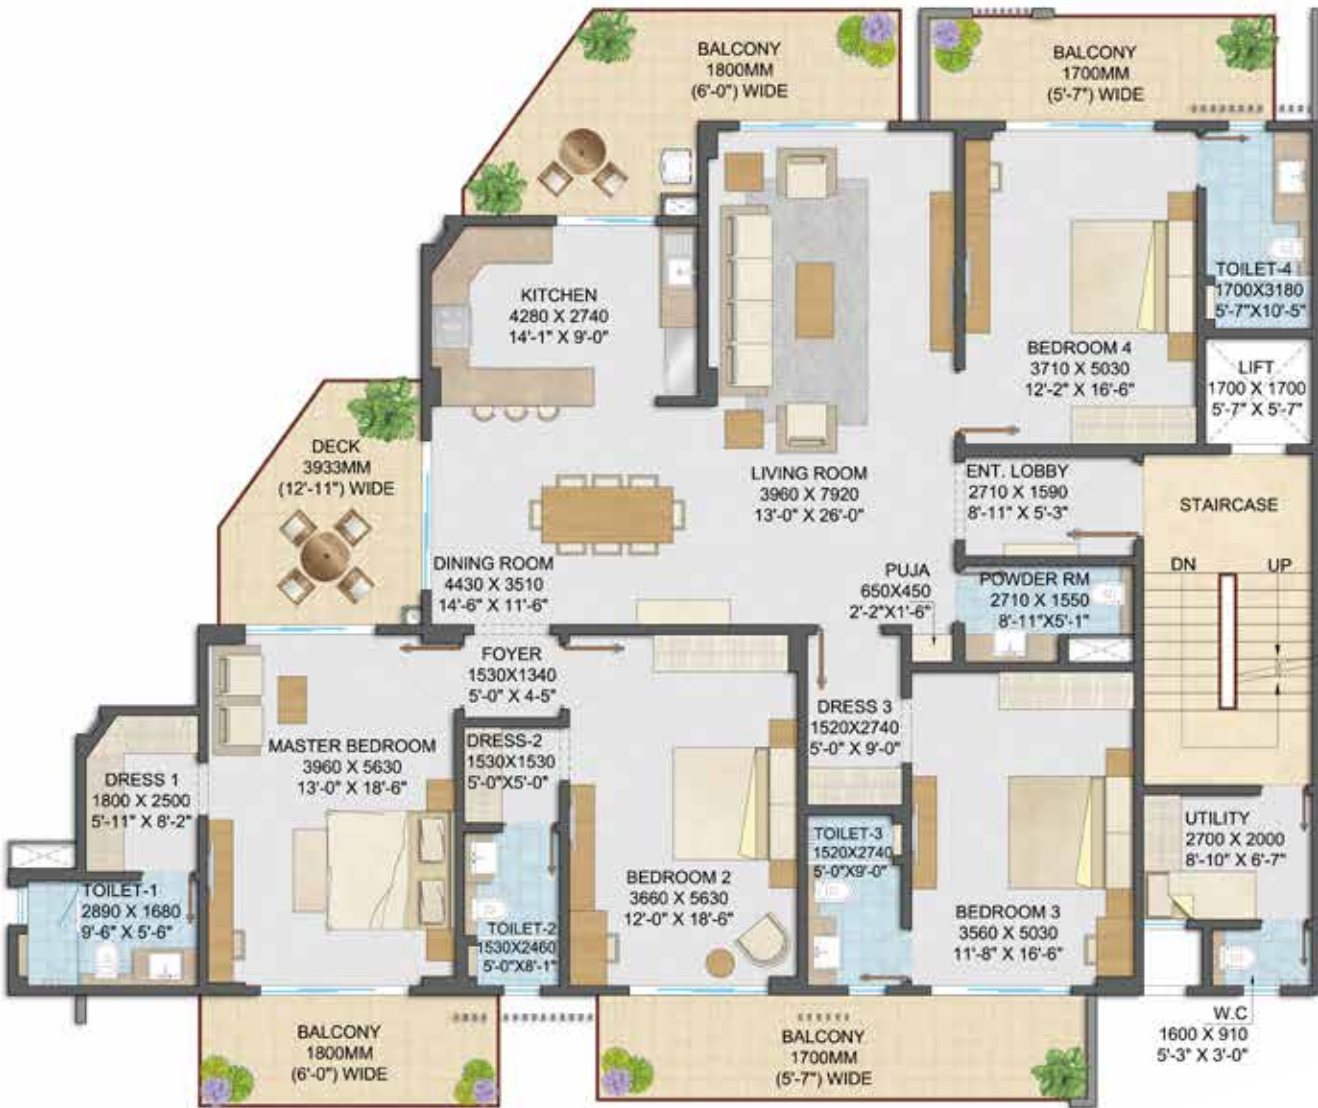 BALCONY
1800MM
(6'-0") WIDE
BALCONY
1700MM
(5'-7") WIDE
KITCHEN
4280 X 2740
14'-1" X 9'-0"
TOILET-4
1700X3180
5'-7"X10'-5"
BEDROOM 4
3710 X 5030
12'-2" X 16'-6"
LIFT
1700 X 1700
5'-7" X 5'-7"
DECK
3933MM
(12'-11") WIDE
LIVING ROOM
3960 X 7920
13'-0" X 26'-0"
ENT. LOBBY
2710 X 1590
8'-11" X 5'-3"
STAIRCASE
DN
UP
DINING ROOM
4430 X 3510
14'-6" X 11'-6"
PUJA
650X450
2'-2"X1'-6"
POWDER RM
2710 X 1550
8'-11"X5'-1"
FOYER
1530X1340
5'-0" X 4-5"
DRESS 3
1520X2740
5'-0" X 9'-0"
MASTER BEDROOM
3960 X 5630
13'-0" X 18'-6"
DRESS-2
1530X1530
5'-0"X5'-0"
DRESS 1
1800 X 2500
5'-11" X 8'-2"
UTILITY
2700 X 2000
8'-10" X 6'-7"
TOILET-3
1520X2740
5'-0"X9'-0"
BEDROOM 2
3660 X 5630
12'-0" X 18'-6"
TOILET-1
2890 X 1680
9'-6" X 5'-6"
BEDROOM 3
3560 X 5030
11'-8" X 16'-6"
TOILET-2
1530X2460
5'-0"X8'-1"
W.C
1600 X 910
5'-3" X 3'-0"
BALCONY
1800MM
(6'-0") WIDE
BALCONY
1700MM
(5'-7") WIDE